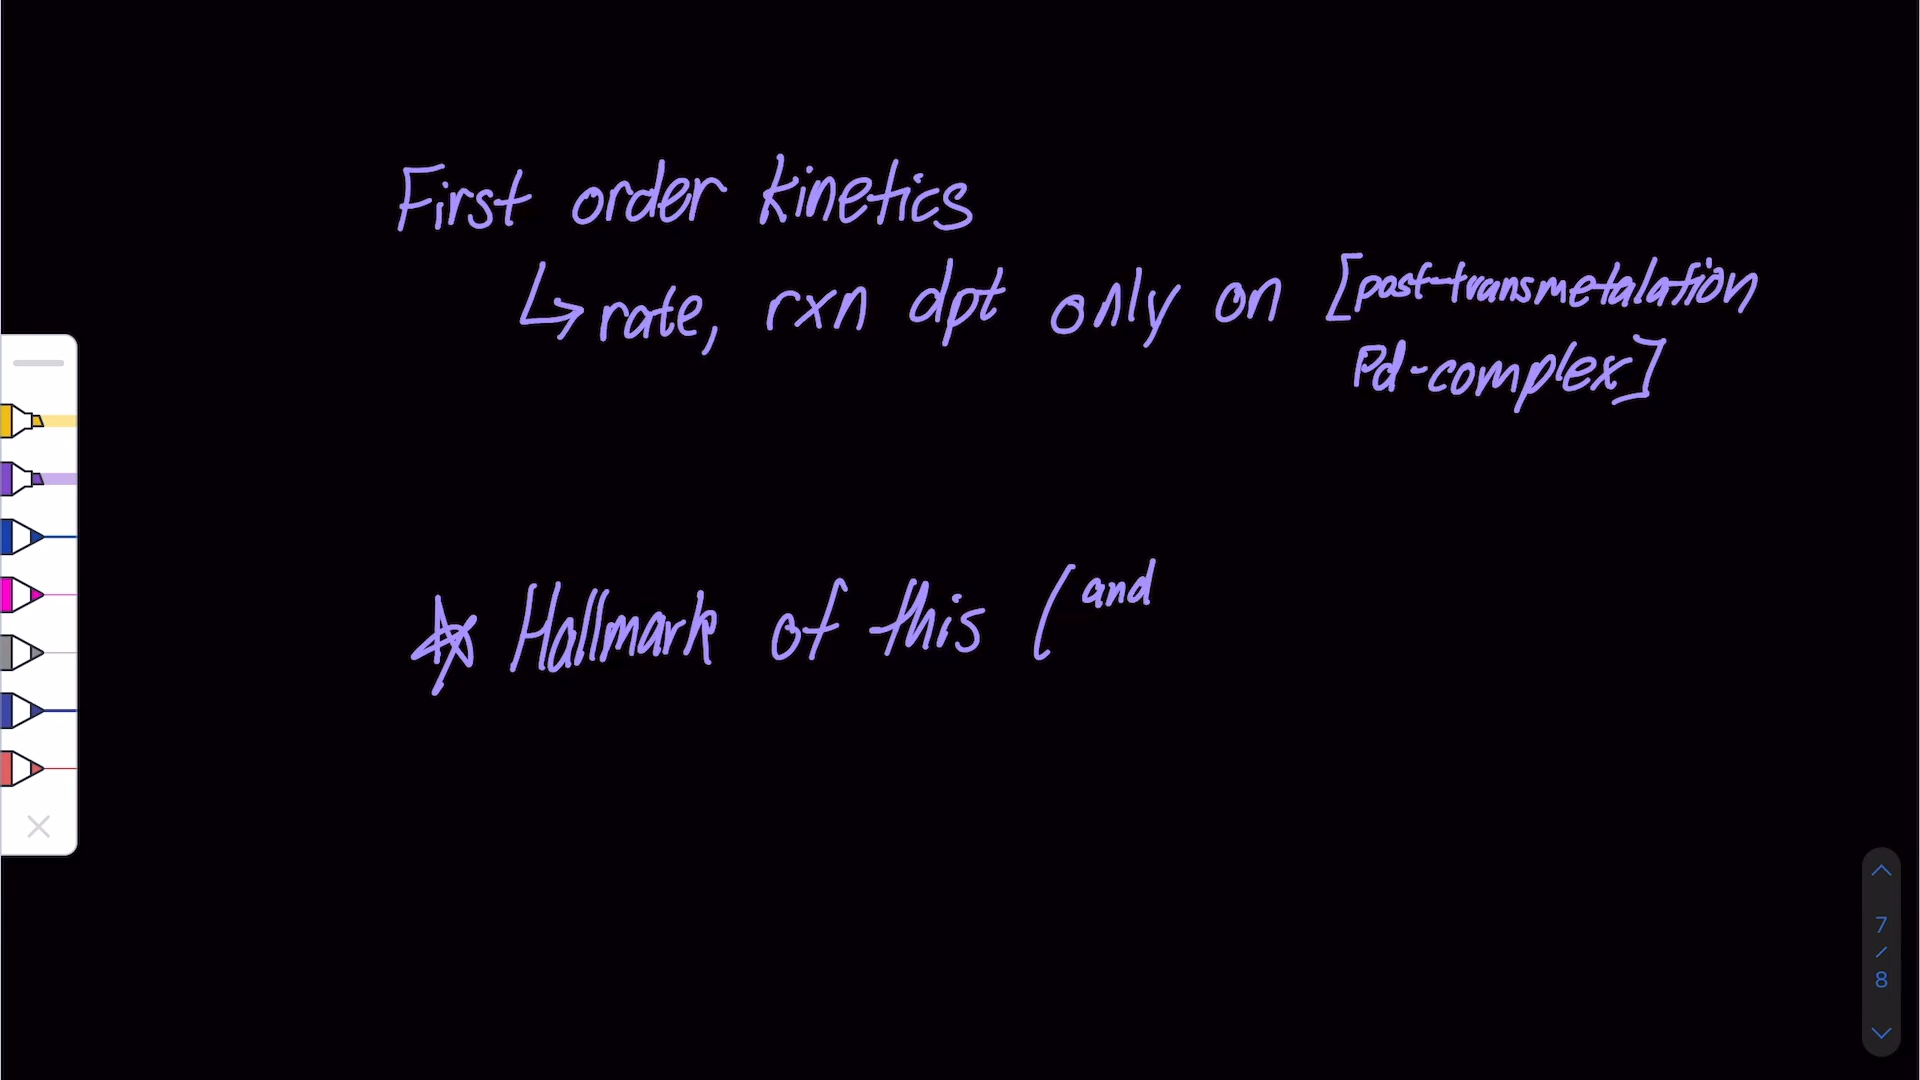 First order kinetics
↳ rate, rxn dpt only on [post-transmetalation
Pd-complex]
☆ Hallmark of this (and
7
/
8